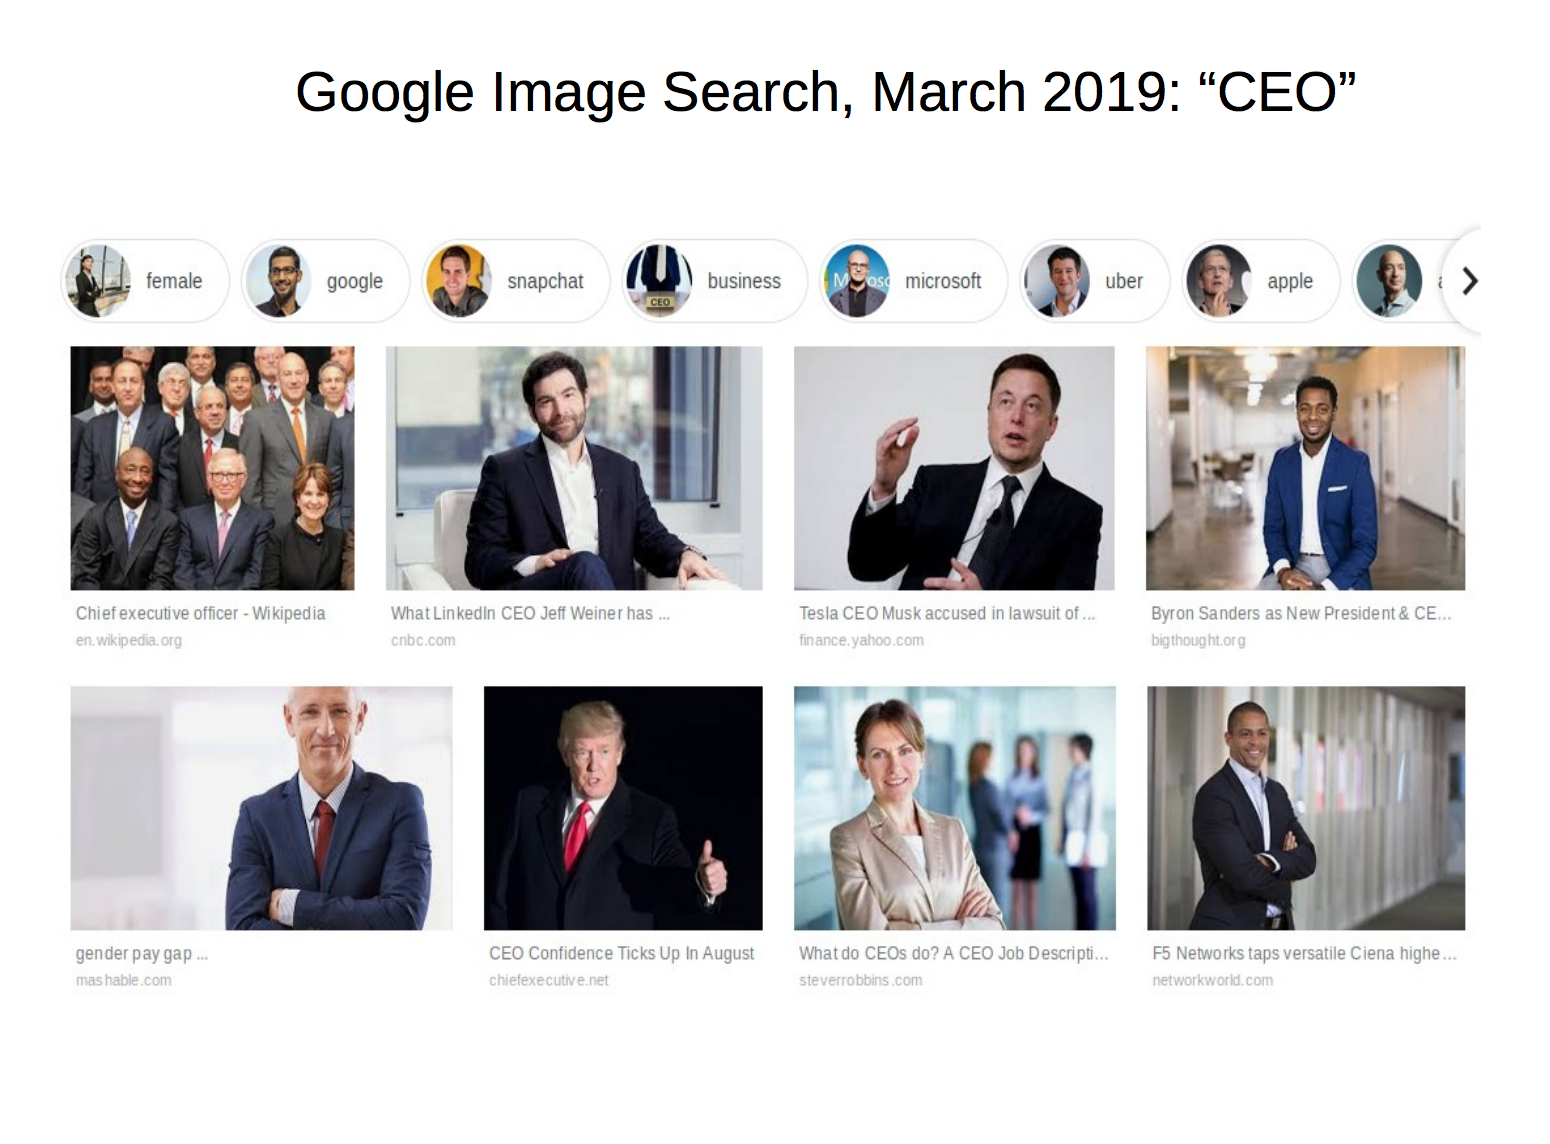 Google Image Search, March 2019: “CEO”
female
google
snapchat
business
microsoft
uber
apple
a
CEO
Chief executive officer - Wikipedia
en.wikipedia.org
What LinkedIn CEO Jeff Weiner has ...
cnbc.com
Tesla CEO Musk accused in lawsuit of ...
finance.yahoo.com
Byron Sanders as New President & CE...
bigthought.org
gender pay gap ...
mashable.com
CEO Confidence Ticks Up In August
chiefexecutive.net
What do CEOs do? A CEO Job Descripti...
steverrobbins.com
F5 Networks taps versatile Ciena highe...
networkworld.com